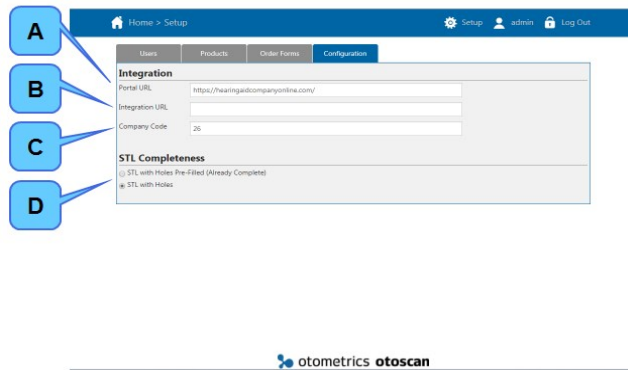 A
Home > Setup
Setup admin Log Out
Users Products Order Forms Configuration
Integration
B
Portal URL https://hearingaidcompanyonline.com/
Integration URL
C
Company Code 26
STL Completeness
STL with Holes Pre-Filled (Already Complete)
D
STL with Holes
otometrics otoscan